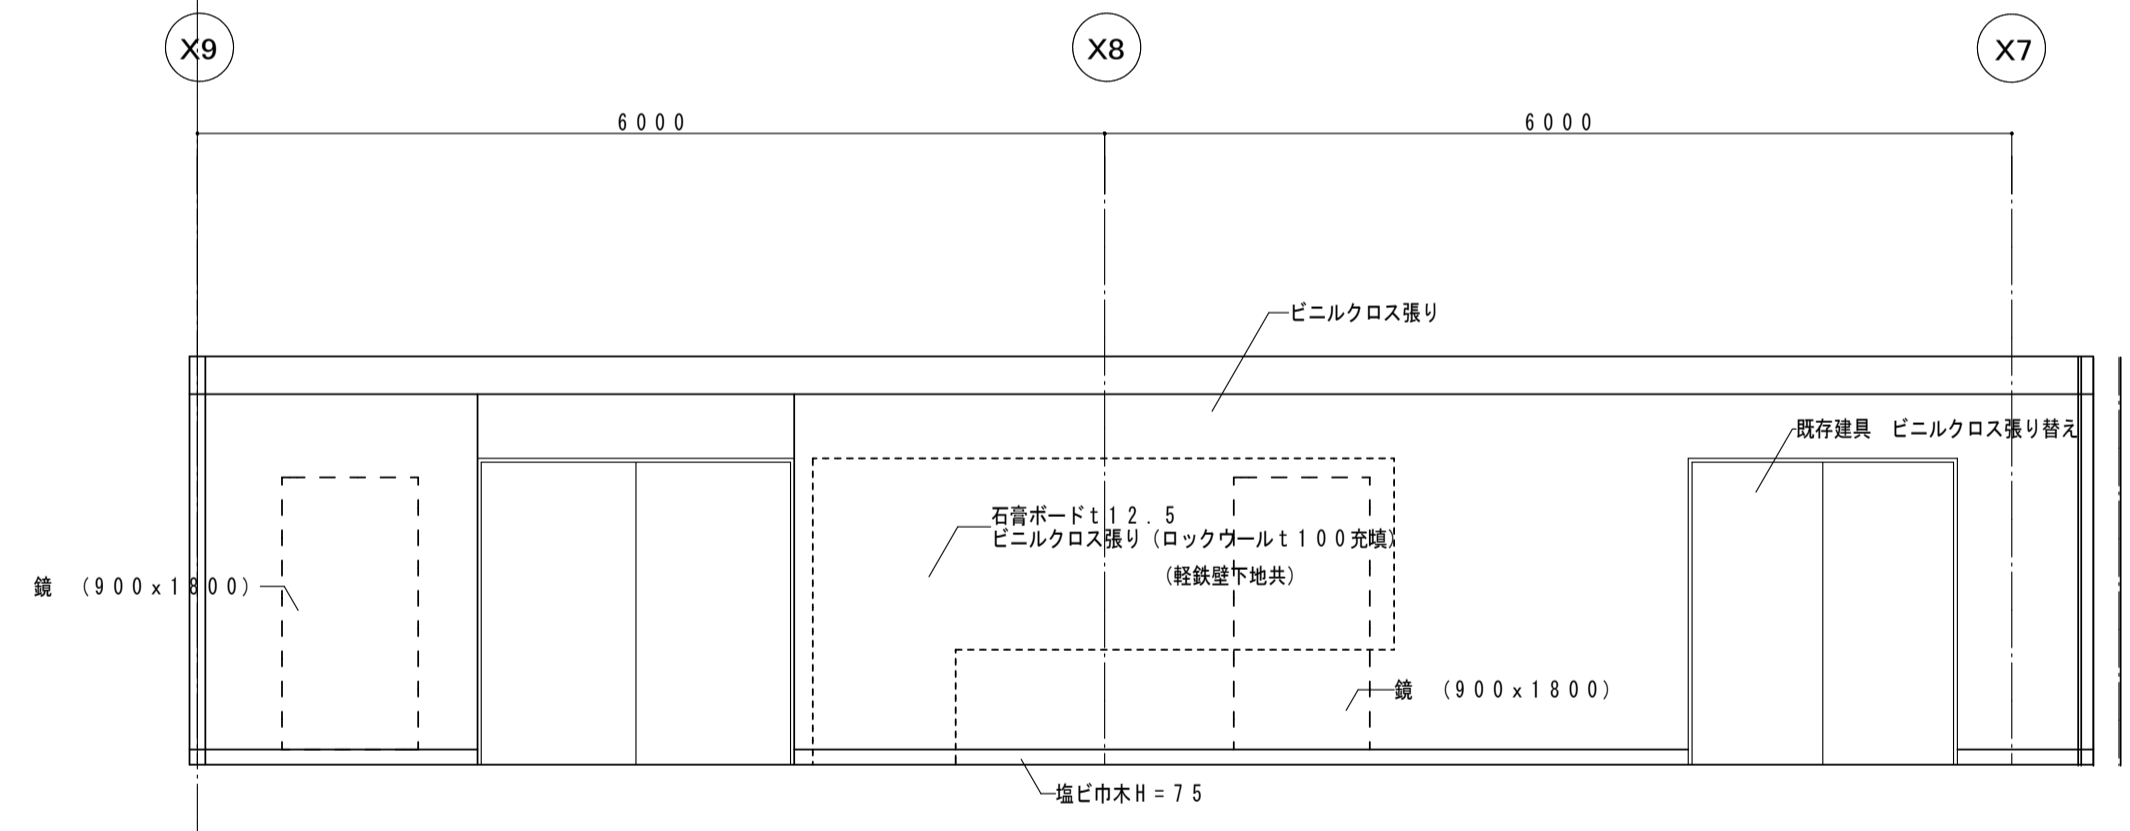 X9
X8
X7
６０００
６０００
ビニルクロス張り
既存建具　ビニルクロス張り替え
石膏ボードｔ１２．５
ビニルクロス張り（ロックウールｔ１００充填）
（軽鉄壁下地共）
鏡　（９００ｘ１８００）
鏡　（９００ｘ１８００）
塩ビ巾木Ｈ＝７５